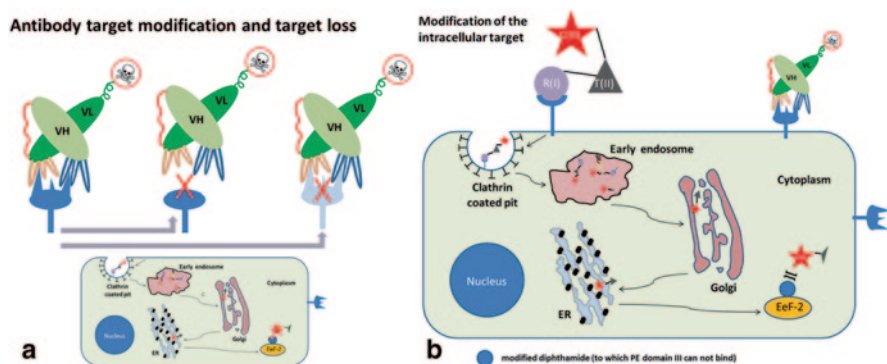 Antibody target modification and target loss
VL
VH
VL
VH
VL
VH
Early endosome
Clathrin
coated pit
Cytoplasm
Nucleus
ER
Golgi
EeF-2
a
Modification of the
intracellular target
R(I)
T(II)
VL
VH
Early endosome
Cytoplasm
Clathrin
coated pit
Nucleus
Golgi
ER
EeF-2
b
modified diphthamide (to which PE domain III can not bind)